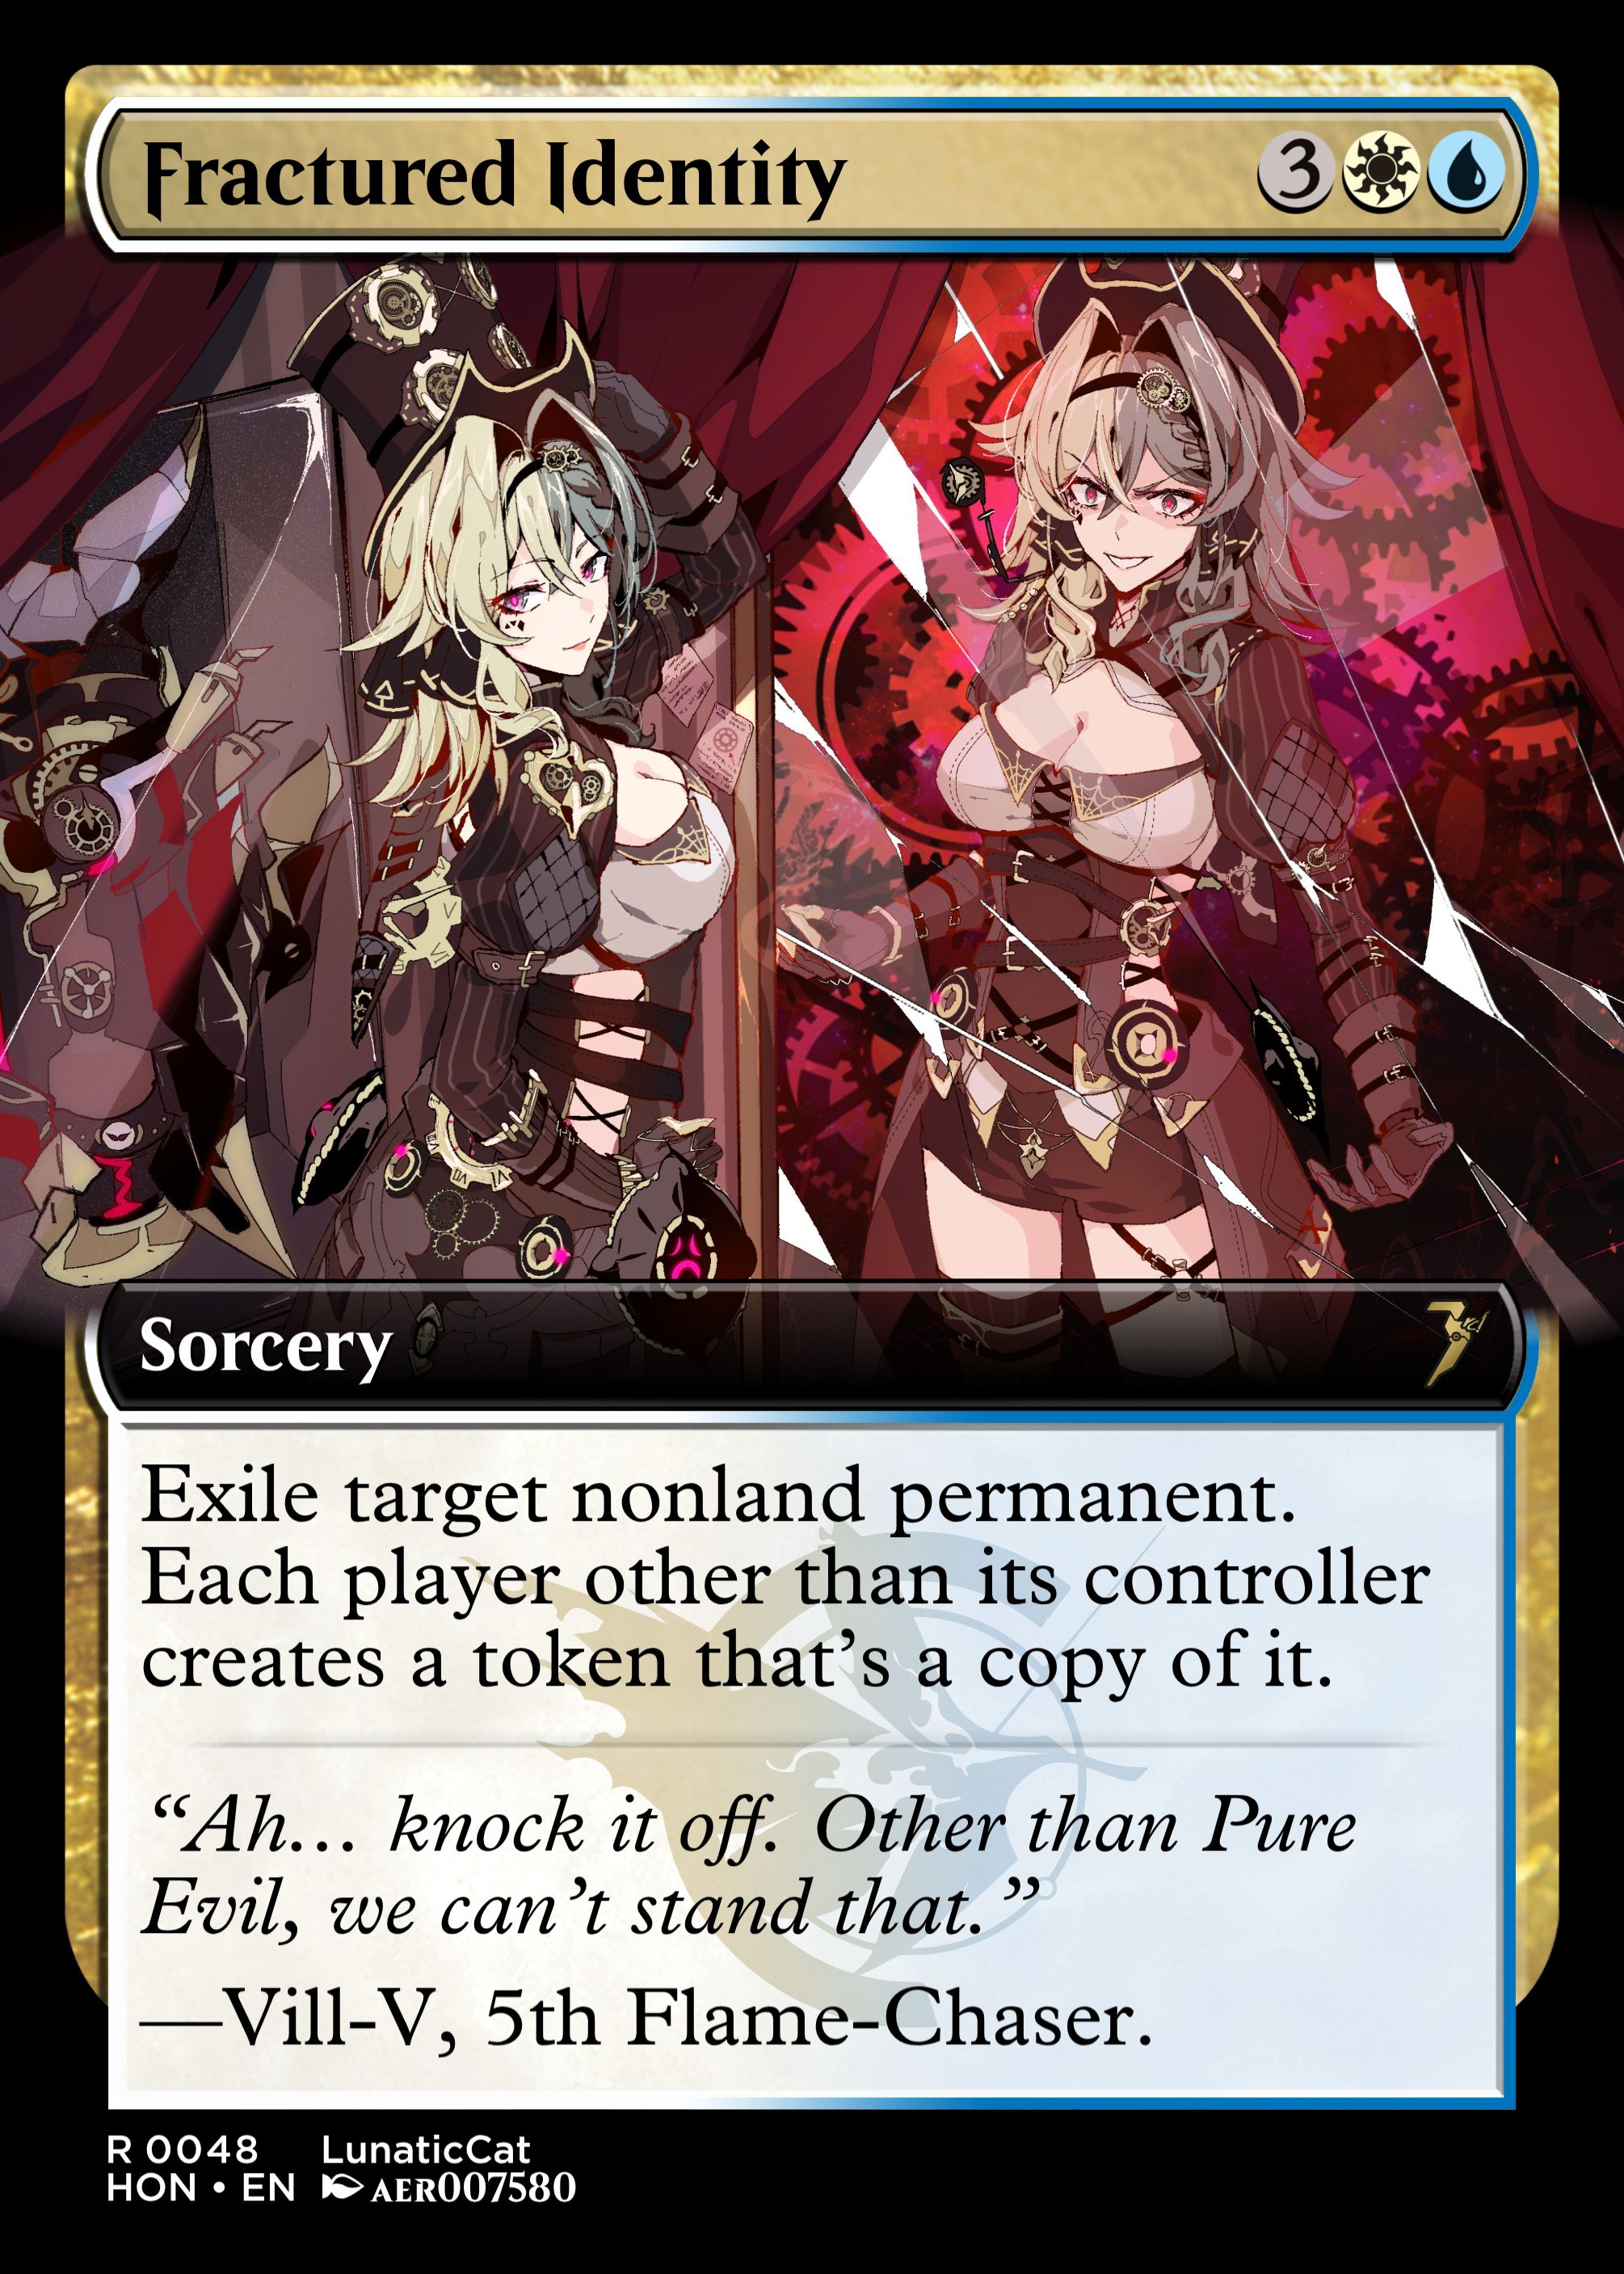 Fractured Identity 3
Sorcery
3rd
Exile target nonland permanent.
Each player other than its controller
creates a token that’s a copy of it.
“Ah… knock it off. Other than Pure
Evil, we can’t stand that.”
—Vill-V, 5th Flame-Chaser.
R 0048 LunaticCat
HON • EN AER007580